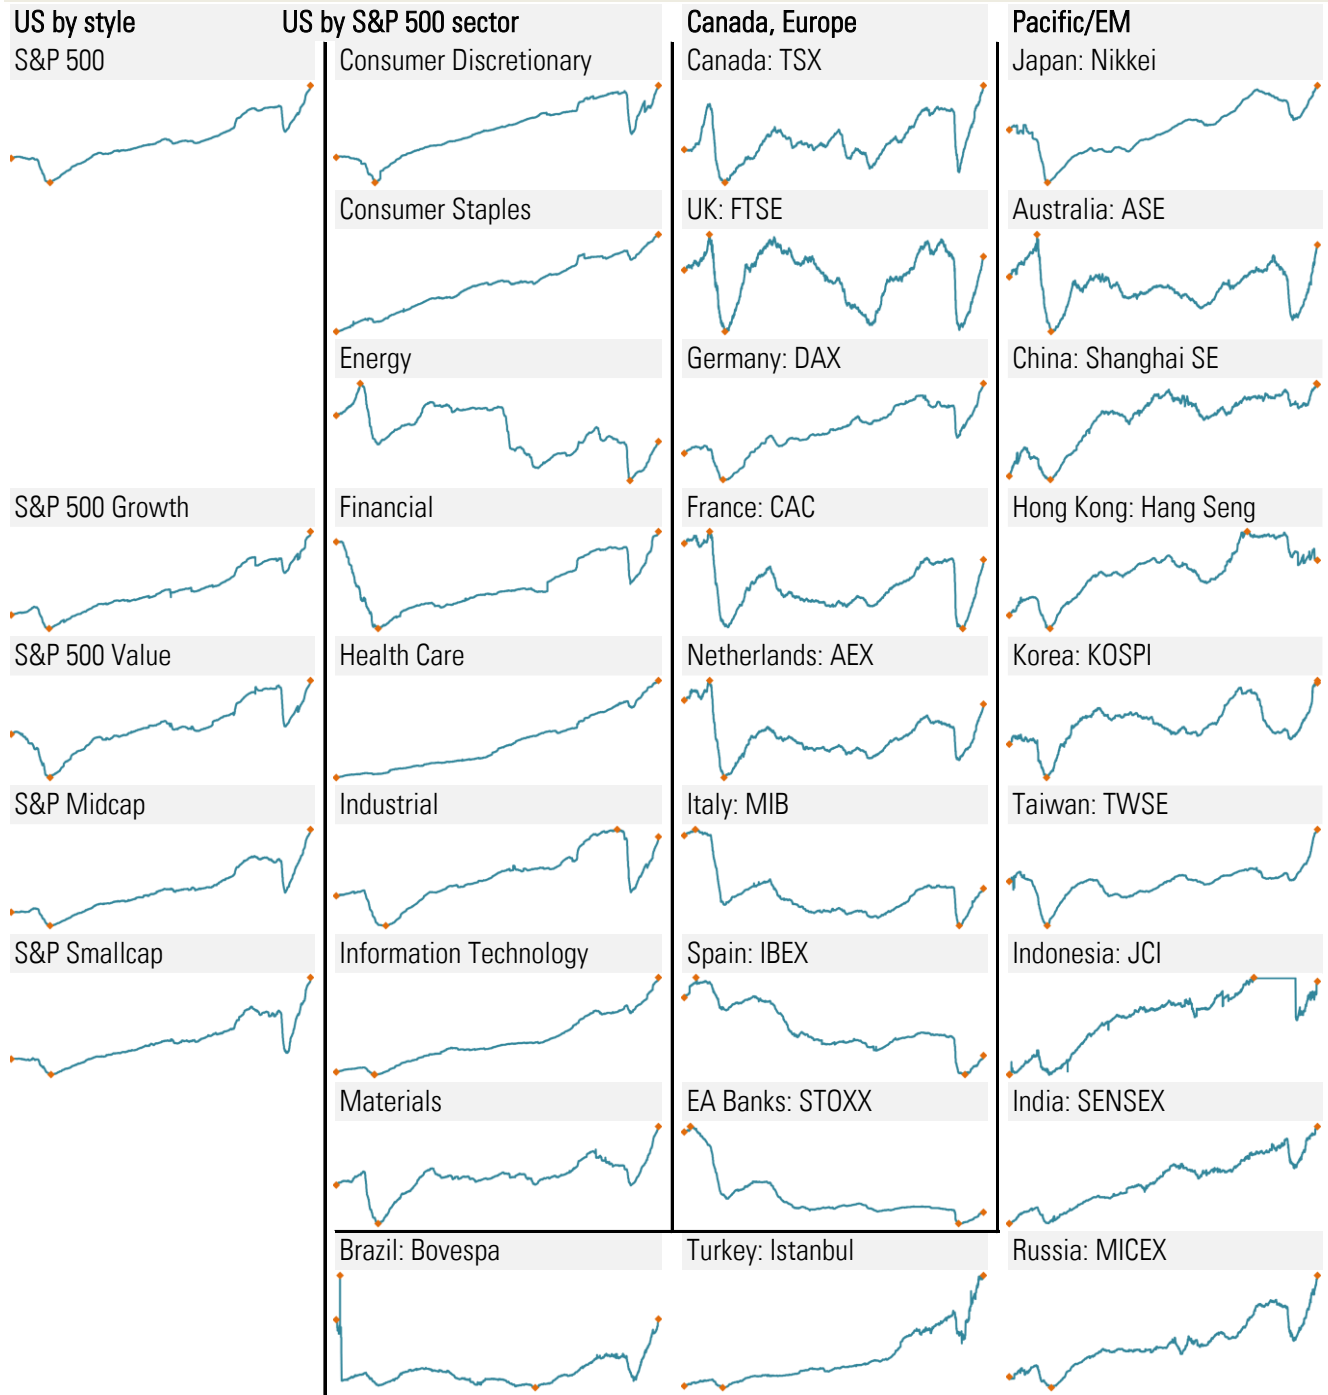 US by style US by S&P 500 sector Canada, Europe Pacific/EM
S&P 500 Consumer Discretionary Canada: TSX Japan: Nikkei
Consumer Staples UK: FTSE Australia: ASE
Energy Germany: DAX China: Shanghai SE
S&P 500 Growth Financial France: CAC Hong Kong: Hang Seng
S&P 500 Value Health Care Netherlands: AEX Korea: KOSPI
S&P Midcap Industrial Italy: MIB Taiwan: TWSE
S&P Smallcap Information Technology Spain: IBEX Indonesia: JCI
Materials EA Banks: STOXX India: SENSEX
Brazil: Bovespa Turkey: Istanbul Russia: MICEX